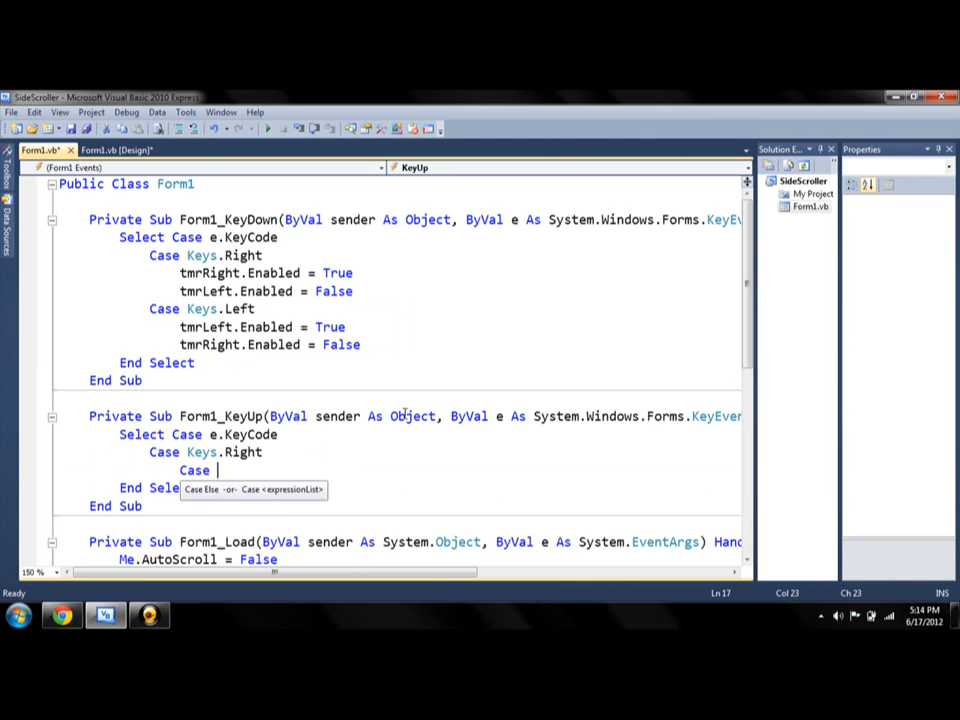 SideScroller - Microsoft Visual Basic 2010 Express
File Edit View Project Debug Data Tools Window Help
Form1.vb* Form1.vb [Design]*
(Form1 Events) KeyUp
Public Class Form1
Private Sub Form1_KeyDown(ByVal sender As Object, ByVal e As System.Windows.Forms.KeyEv
Select Case e.KeyCode
Case Keys.Right
tmrRight.Enabled = True
tmrLeft.Enabled = False
Case Keys.Left
tmrLeft.Enabled = True
tmrRight.Enabled = False
End Select
End Sub
Private Sub Form1_KeyUp(ByVal sender As Object, ByVal e As System.Windows.Forms.KeyEven
Select Case e.KeyCode
Case Keys.Right
Case
End Sele
Case Else -or- Case <expressionList>
End Sub
Private Sub Form1_Load(ByVal sender As System.Object, ByVal e As System.EventArgs) Hand
Me.AutoScroll = False
150 %
Toolbox
Data Sources
Solution E...
SideScroller
My Project
Form1.vb
Properties
Ready Ln 17 Col 23 Ch 23 INS
5:14 PM
6/17/2012